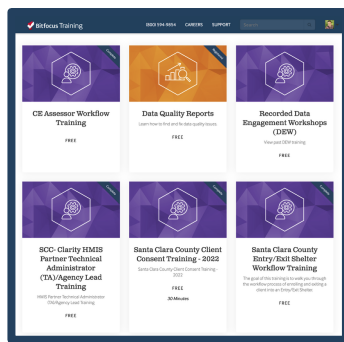 Bitfocus Training
(800) 594-9854 CAREERS SUPPORT Search
CE Assessor Workflow
Training
FREE
Data Quality Reports
Learn how to find and fix data quality issues.
FREE
Recorded Data
Engagement Workshops
(DEW)
View past DEW training
FREE
SCC- Clarity HMIS
Partner Technical
Administrator
(TA)/Agency Lead
Training
HMIS Partner Technical Administrator
(TA)/Agency Lead Training
FREE
Santa Clara County Client
Consent Training - 2022
Santa Clara County Client Consent Training -
2022
FREE
30 Minutes
Santa Clara County
Entry/Exit Shelter
Workflow Training
The goal of this training is to walk you through
the workflow process of enrolling and exiting a
client into an Entry/Exit Shelter.
FREE